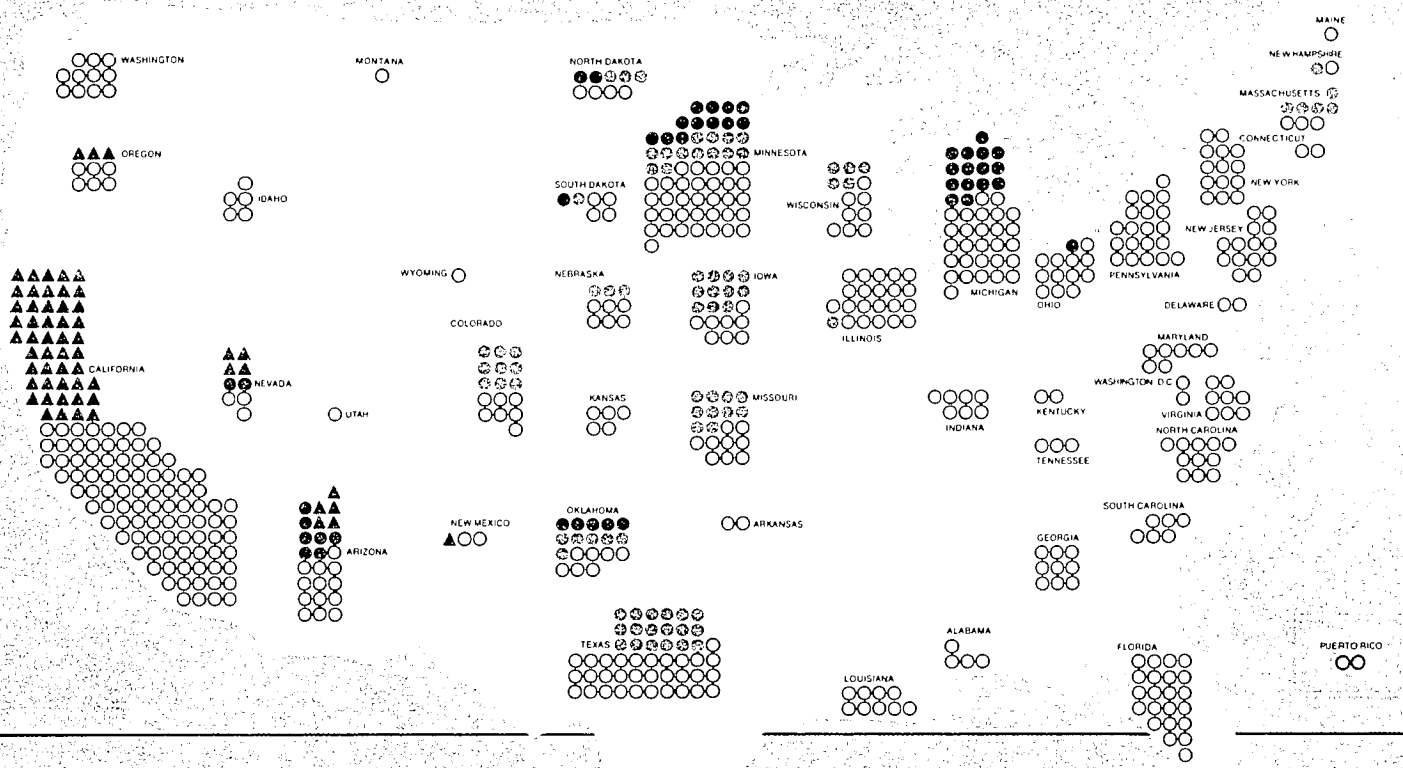 MAINE
NEW HAMPSHIRE
WASHINGTON
MONTANA
NORTH DAKOTA
MASSACHUSETTS
CONNECTICUT
OREGON
MINNESOTA
SOUTH DAKOTA
NEW YORK
IDAHO
WISCONSIN
NEW JERSEY
WYOMING
NEBRASKA
IOWA
PENNSYLVANIA
MICHIGAN
OHIO
DELAWARE
COLORADO
ILLINOIS
MARYLAND
CALIFORNIA
NEVADA
WASHINGTON D.C.
KANSAS
MISSOURI
UTAH
KENTUCKY
VIRGINIA
INDIANA
NORTH CAROLINA
TENNESSEE
SOUTH CAROLINA
OKLAHOMA
NEW MEXICO
ARKANSAS
GEORGIA
ARIZONA
ALABAMA
TEXAS
FLORIDA
PUERTO RICO
LOUISIANA